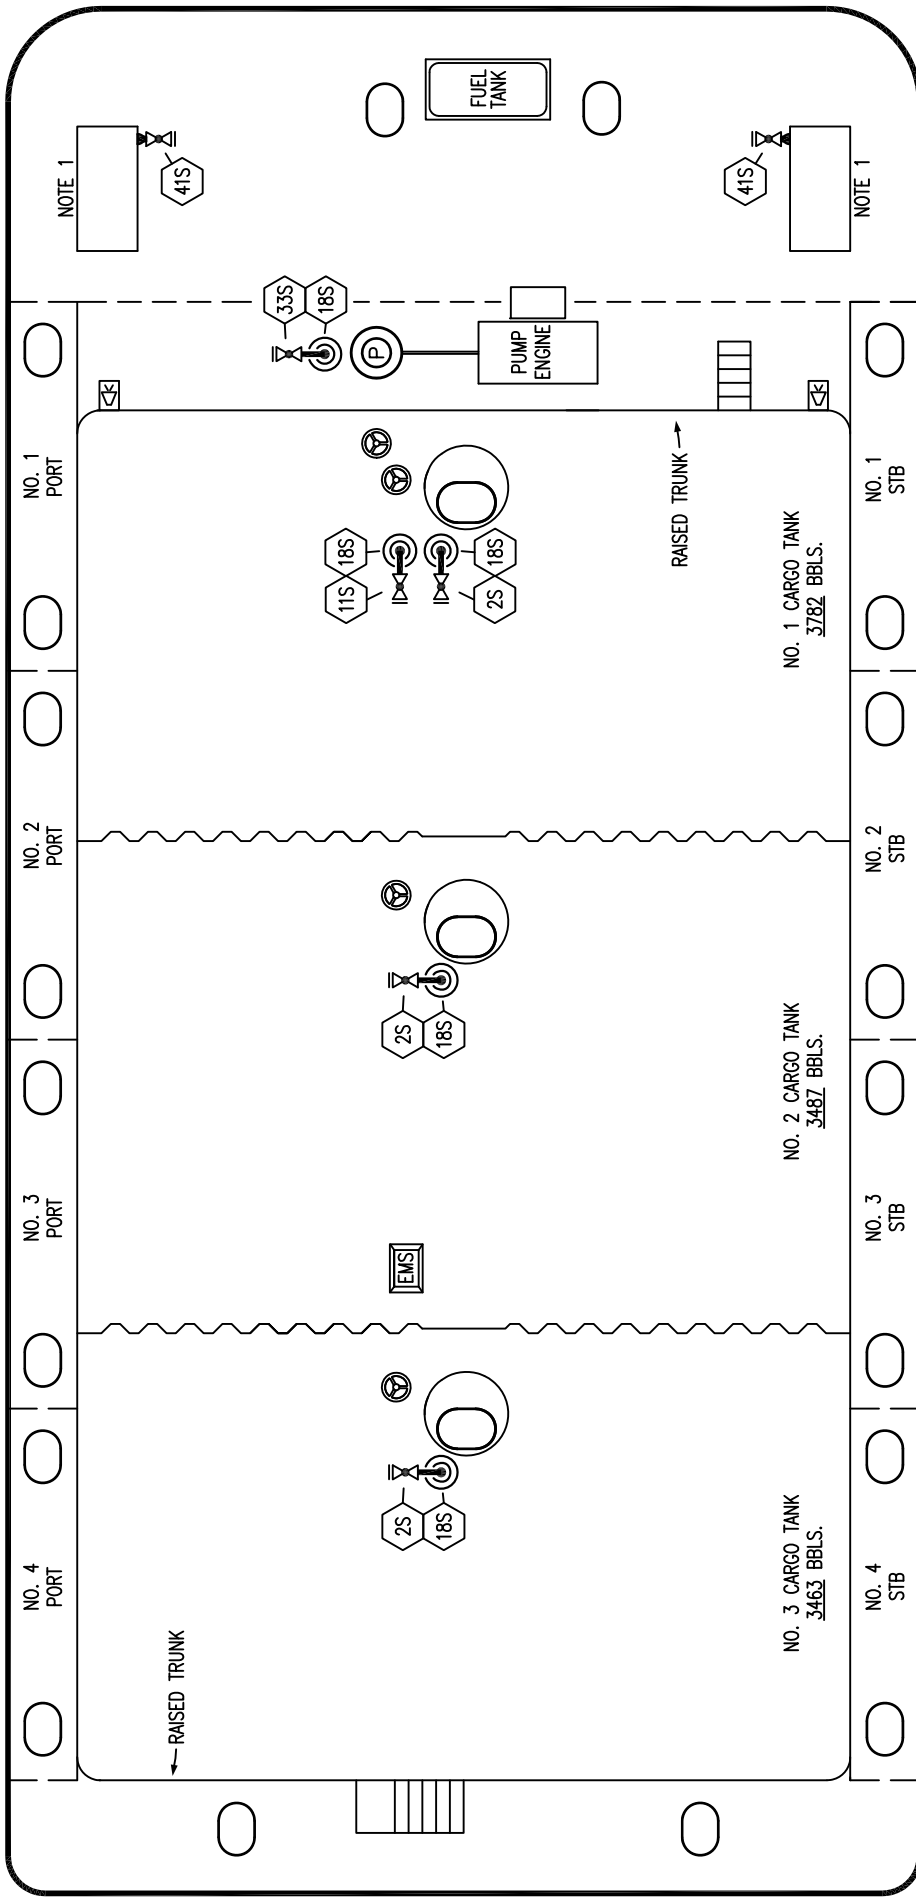 NOTE 1
41S
FUEL
TANK
41S
NOTE 1
33S
18S
P
PUMP
ENGINE
NO. 1
PORT
18S
11S
18S
2S
RAISED TRUNK
NO. 1 CARGO TANK
3782 BBLS.
NO. 1
STB
NO. 2
PORT
2S
18S
NO. 2 CARGO TANK
3487 BBLS.
NO. 2
STB
NO. 3
PORT
EMS
NO. 3
STB
2S
18S
NO. 3 CARGO TANK
3463 BBLS.
NO. 4
PORT
RAISED TRUNK
NO. 4
STB